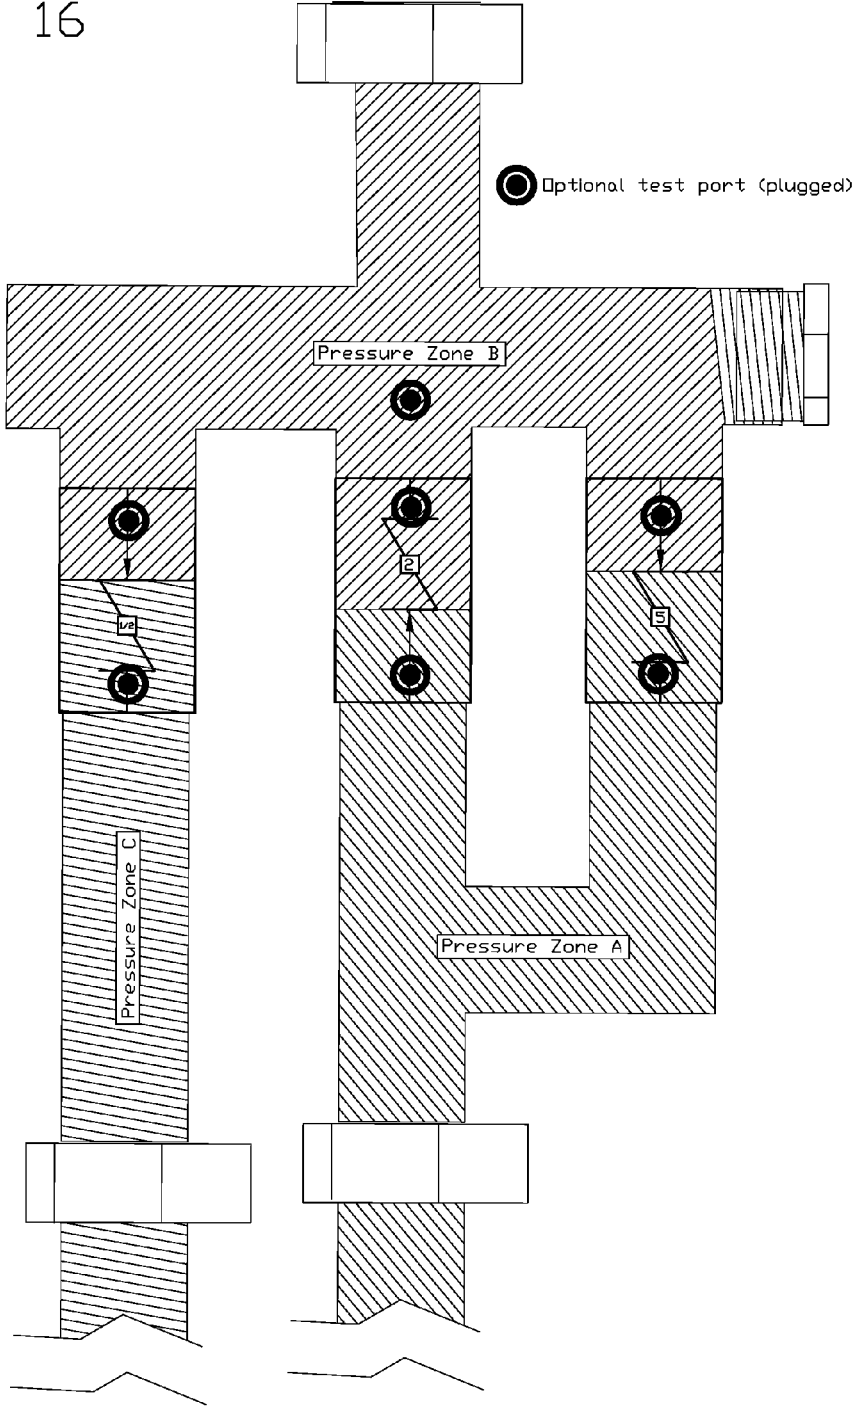 16
Optional test port (plugged)
Pressure Zone B
2
5
1/2
Pressure Zone C
Pressure Zone A